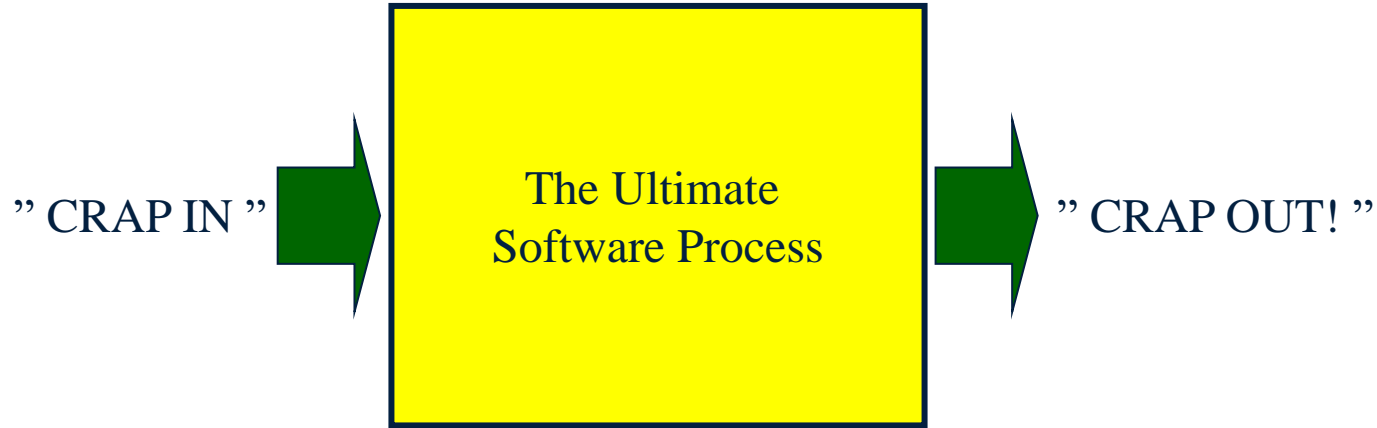 ” CRAP IN ”
The Ultimate
Software Process
” CRAP OUT! ”